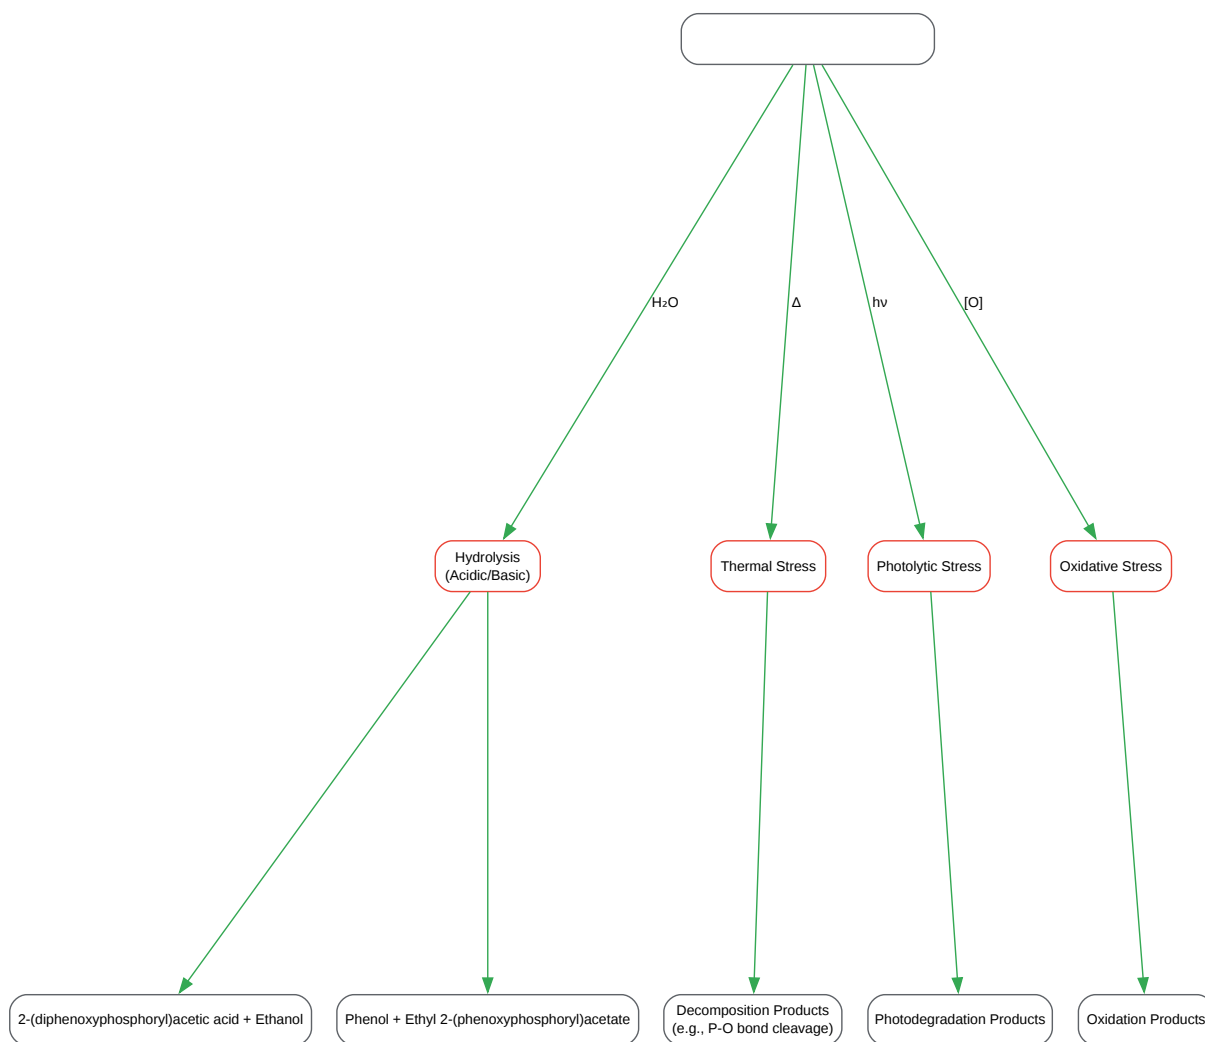 H₂O
Δ
hν
[O]
Hydrolysis
(Acidic/Basic)
Thermal Stress
Photolytic Stress
Oxidative Stress
2-(diphenoxyphosphoryl)acetic acid + Ethanol
Phenol + Ethyl 2-(phenoxyphosphoryl)acetate
Decomposition Products
(e.g., P-O bond cleavage)
Photodegradation Products
Oxidation Products